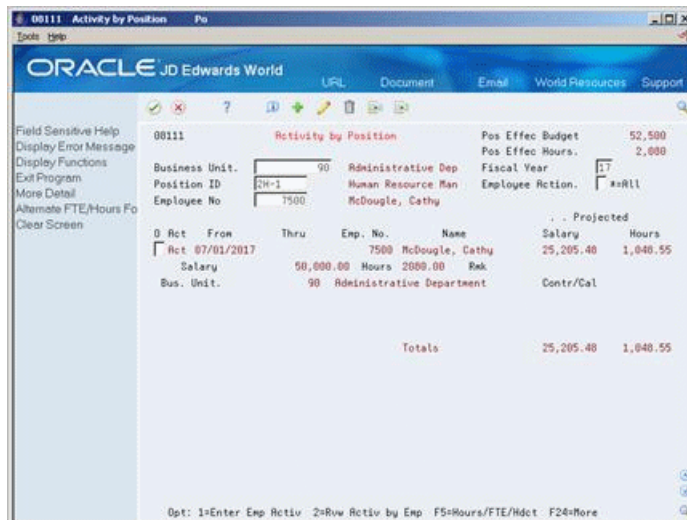 08111 Activity by Position Po
Tools Help
ORACLE JD Edwards World
URL Document Email World Resources Support
Field Sensitive Help
Display Error Message
Display Functions
Exit Program
More Detail
Alternate FTE/Hours Fo
Clear Screen
08111 Activity by Position Pos Effec Budget 52,500
Pos Effec Hours. 2,080
Business Unit. 90 Administrative Dep Fiscal Year 17
Position ID 2H-1 Human Resource Man Employee Action. *=All
Employee No 7500 McDougle, Cathy
. . Projected
O Act From Thru Emp. No. Name Salary Hours
Act 07/01/2017 7500 McDougle, Cathy 25,205.48 1,048.55
Salary 50,000.00 Hours 2080.00 Rmk
Bus. Unit. 90 Administrative Department Contr/Cal
Totals 25,205.48 1,048.55
Opt: 1=Enter Emp Activ 2=Rvw Activ by Emp F5=Hours/FTE/Hdct F24=More